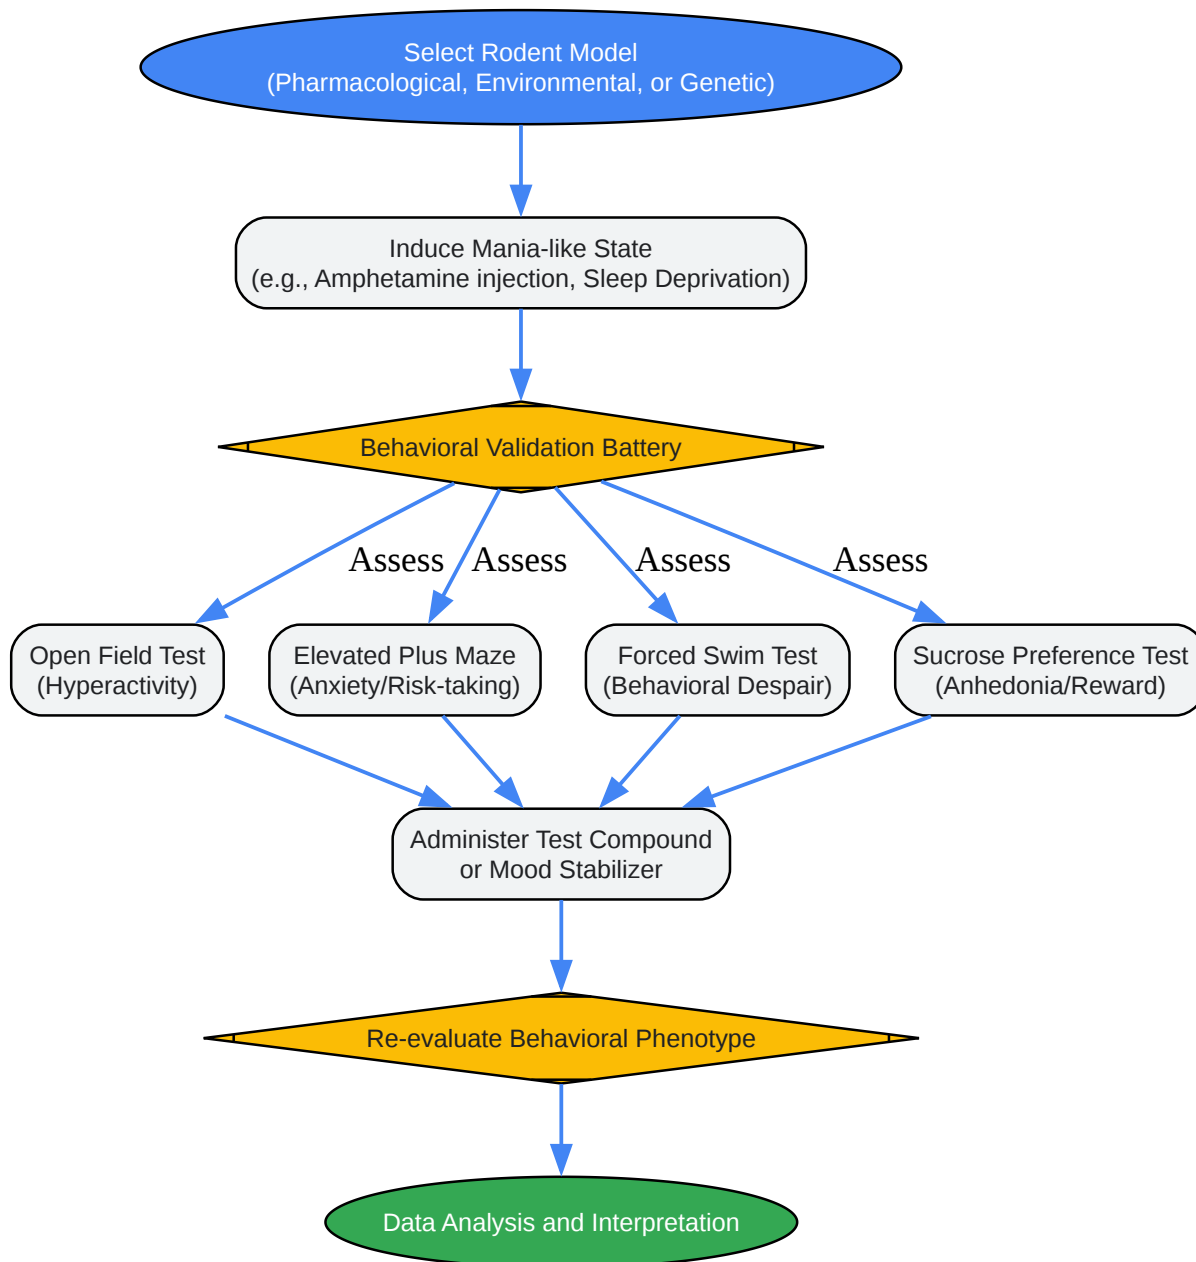 Select Rodent Model
(Pharmacological, Environmental, or Genetic)
Induce Mania-like State
(e.g., Amphetamine injection, Sleep Deprivation)
Behavioral Validation Battery
Assess
Assess
Assess
Assess
Open Field Test
(Hyperactivity)
Elevated Plus Maze
(Anxiety/Risk-taking)
Forced Swim Test
(Behavioral Despair)
Sucrose Preference Test
(Anhedonia/Reward)
Administer Test Compound
or Mood Stabilizer
Re-evaluate Behavioral Phenotype
Data Analysis and Interpretation